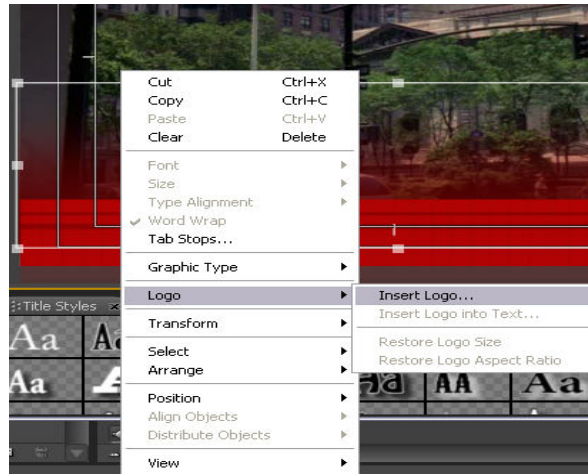 Cut Ctrl+X
Copy Ctrl+C
Paste Ctrl+V
Clear Delete
Font
Size
Type Alignment
Word Wrap
Tab Stops...
Graphic Type
Logo
Insert Logo...
Insert Logo into Text...
Restore Logo Size
Restore Logo Aspect Ratio
Transform
Select
Arrange
Position
Align Objects
Distribute Objects
View
Title Styles
Aa
Aa
AA
Aa